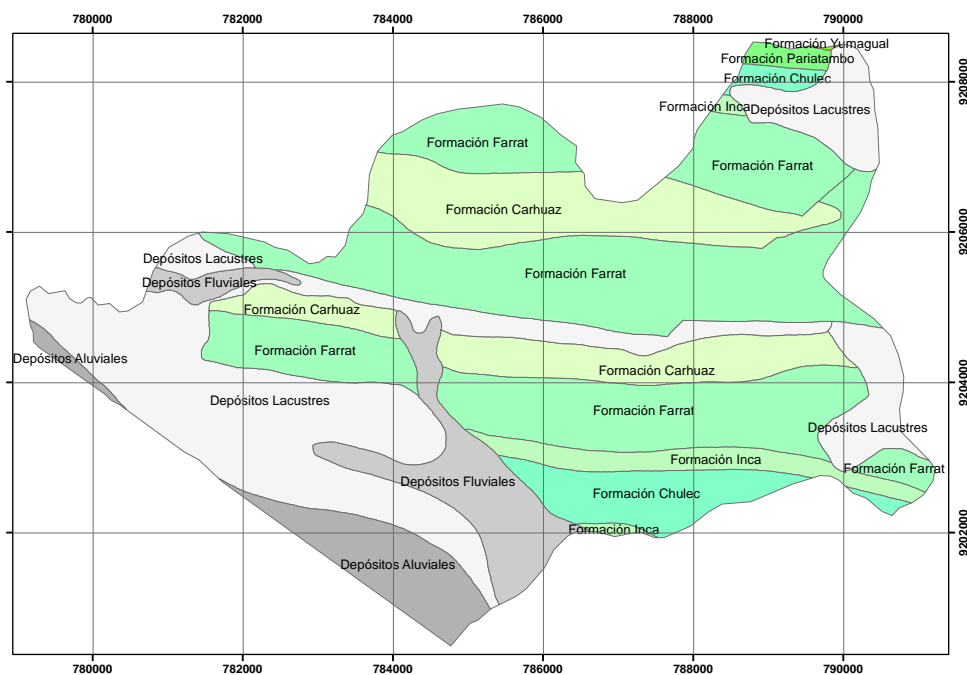 780000
782000
784000
786000
788000
790000
Formación Yumagual
Formación Pariatambo
Formación Chulec
9208000
Formación Inca
Depósitos Lacustres
Formación Farrat
Formación Farrat
Formación Carhuaz
9206000
Depósitos Lacustres
Formación Farrat
Depósitos Fluviales
Formación Carhuaz
Formación Farrat
Depósitos Aluviales
Formación Carhuaz
9204000
Depósitos Lacustres
Formación Farrat
Depósitos Lacustres
Formación Inca
Formación Farrat
Depósitos Fluviales
Formación Chulec
Formación Inca
9202000
Depósitos Aluviales
780000
782000
784000
786000
788000
790000